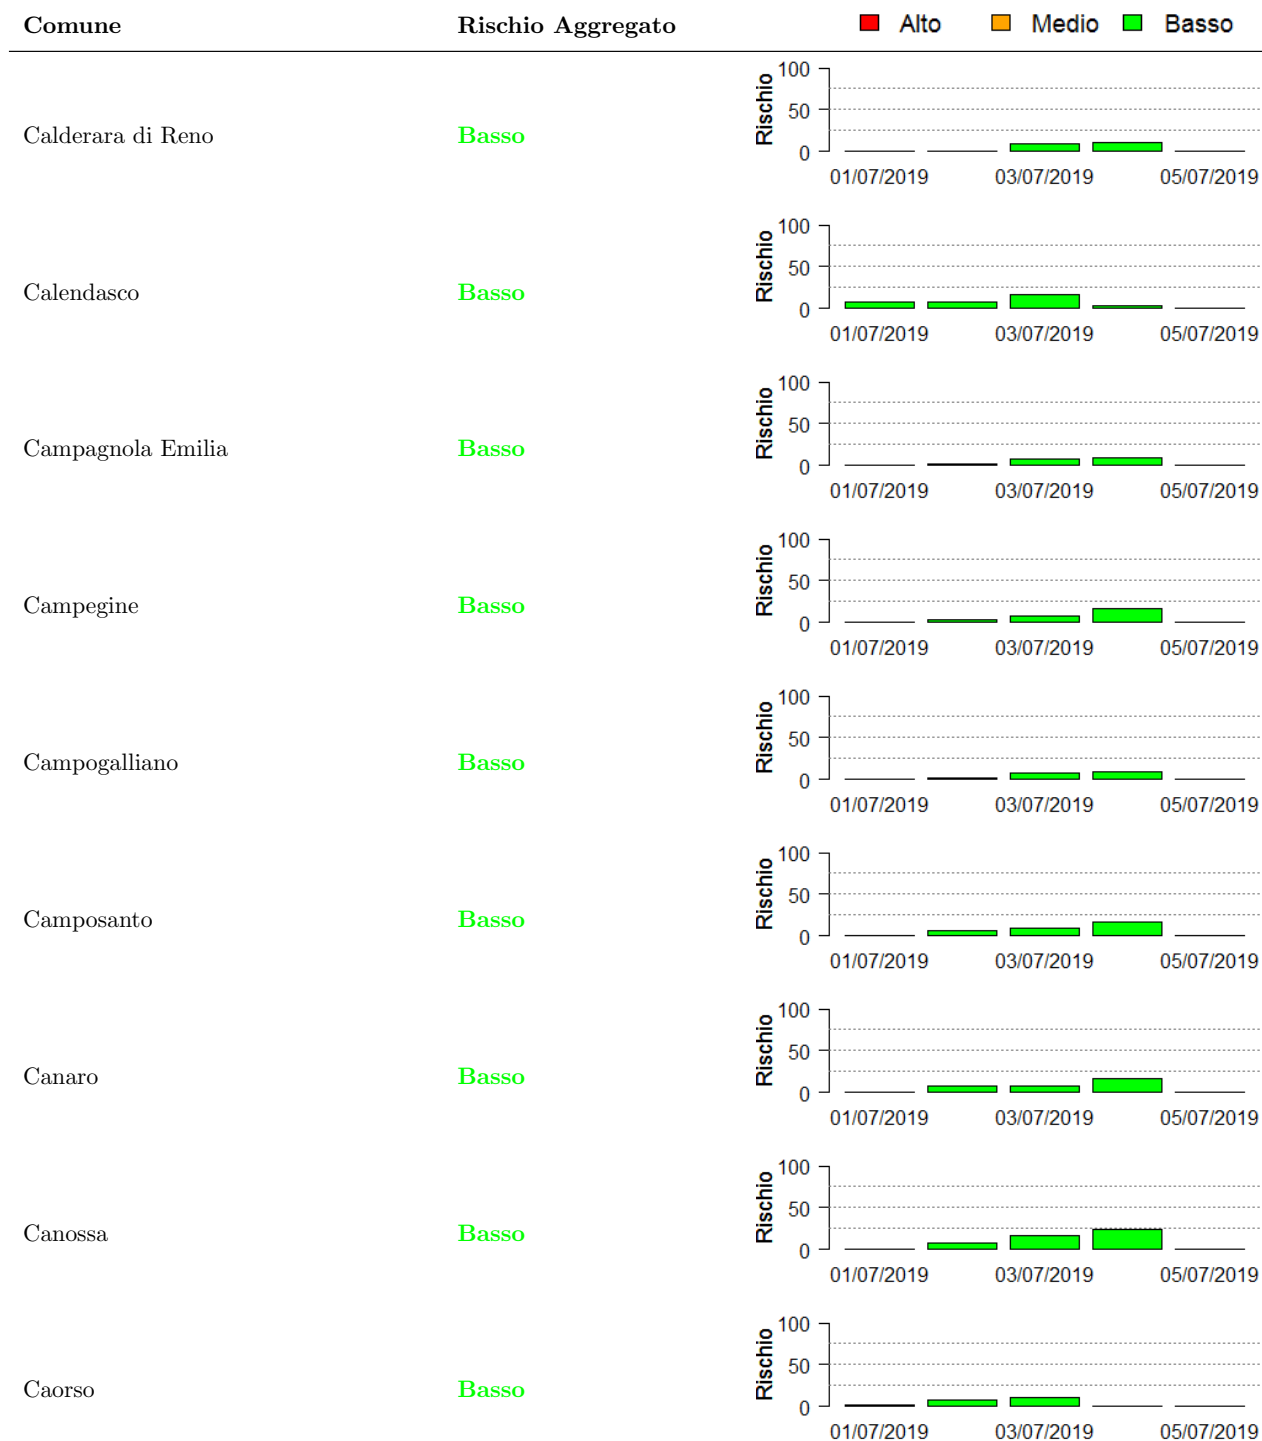 Comune Rischio Aggregato Alto Medio Basso
Calderara di Reno Basso Rischio 100 50 0
01/07/2019 03/07/2019 05/07/2019
Calendasco Basso Rischio 100 50 0
01/07/2019 03/07/2019 05/07/2019
Campagnola Emilia Basso Rischio 100 50 0
01/07/2019 03/07/2019 05/07/2019
Campegine Basso Rischio 100 50 0
01/07/2019 03/07/2019 05/07/2019
Campogalliano Basso Rischio 100 50 0
01/07/2019 03/07/2019 05/07/2019
Camposanto Basso Rischio 100 50 0
01/07/2019 03/07/2019 05/07/2019
Canaro Basso Rischio 100 50 0
01/07/2019 03/07/2019 05/07/2019
Canossa Basso Rischio 100 50 0
01/07/2019 03/07/2019 05/07/2019
Caorso Basso Rischio 100 50 0
01/07/2019 03/07/2019 05/07/2019